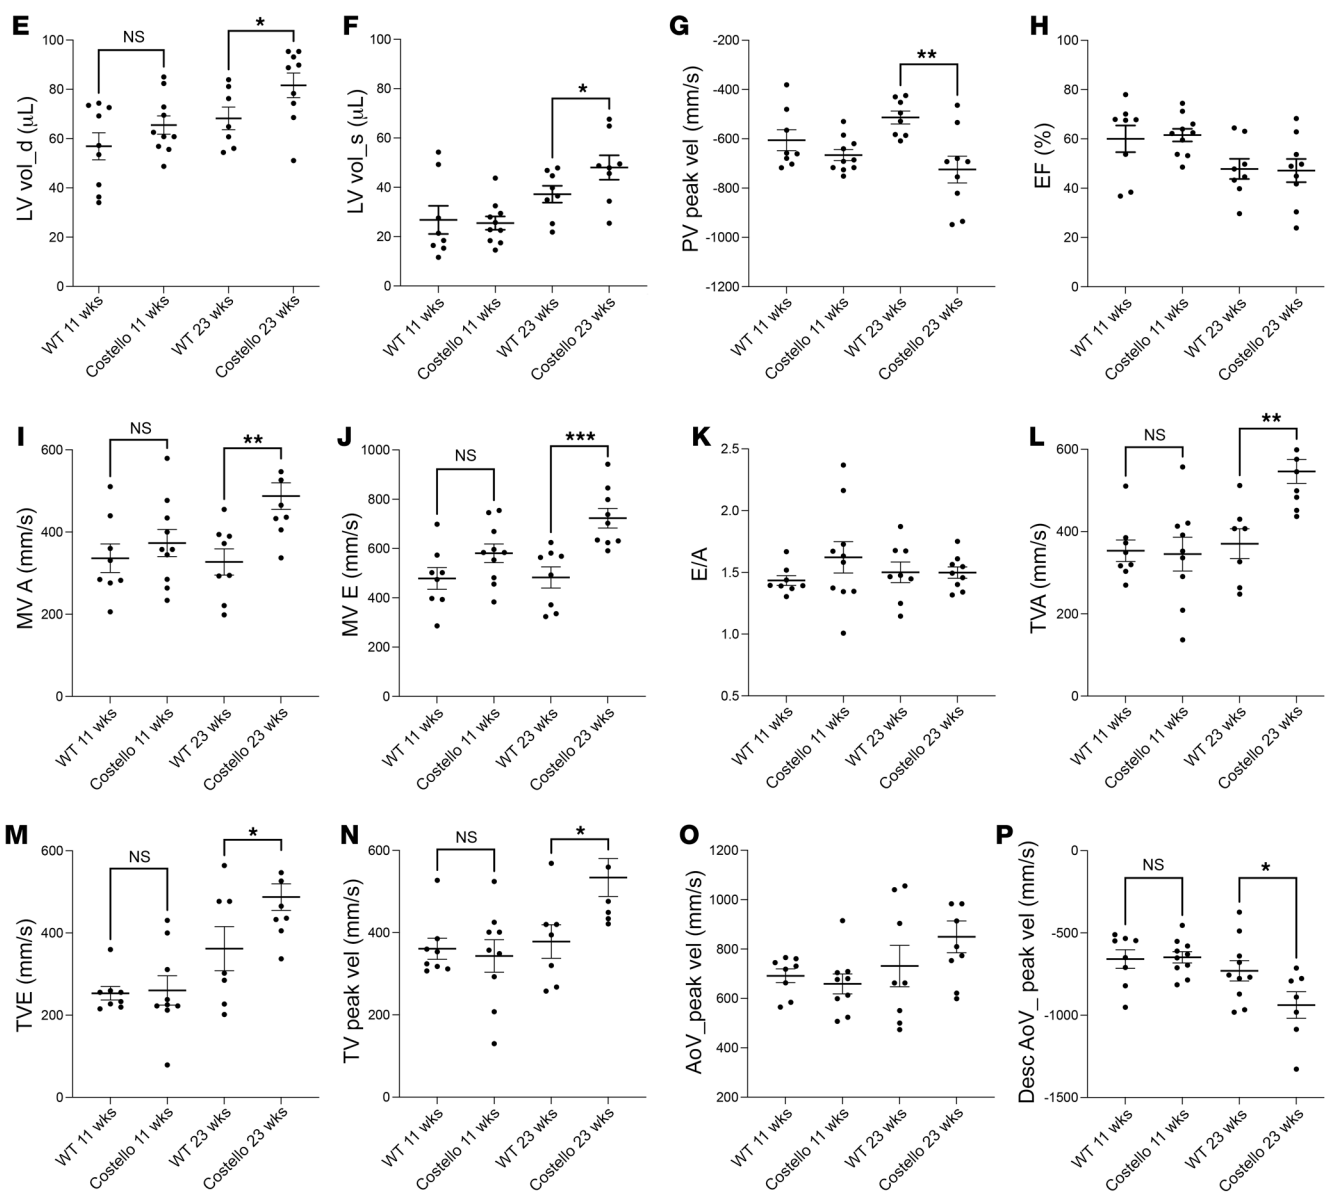 E
LV vol_d (µL)
100
80
60
40
20
0
NS
*
WT 11 wks
Costello 11 wks
WT 23 wks
Costello 23 wks
F
LV vol_s (µL)
100
80
60
40
20
0
*
WT 11 wks
Costello 11 wks
WT 23 wks
Costello 23 wks
G
PV peak vel (mm/s)
-200
-400
-600
-800
-1000
-1200
**
WT 11 wks
Costello 11 wks
WT 23 wks
Costello 23 wks
H
EF (%)
100
80
60
40
20
0
WT 11 wks
Costello 11 wks
WT 23 wks
Costello 23 wks
I
MV A (mm/s)
600
400
200
0
NS
**
WT 11 wks
Costello 11 wks
WT 23 wks
Costello 23 wks
J
MV E (mm/s)
1000
800
600
400
200
0
NS
***
WT 11 wks
Costello 11 wks
WT 23 wks
Costello 23 wks
K
E/A
2.5
2.0
1.5
1.0
0.5
WT 11 wks
Costello 11 wks
WT 23 wks
Costello 23 wks
L
TVA (mm/s)
600
400
200
0
NS
**
WT 11 wks
Costello 11 wks
WT 23 wks
Costello 23 wks
M
TVE (mm/s)
600
400
200
0
NS
*
WT 11 wks
Costello 11 wks
WT 23 wks
Costello 23 wks
N
TV peak vel (mm/s)
600
400
200
0
NS
*
WT 11 wks
Costello 11 wks
WT 23 wks
Costello 23 wks
O
AoV_peak vel (mm/s)
1200
1000
800
600
400
200
WT 11 wks
Costello 11 wks
WT 23 wks
Costello 23 wks
P
Desc AoV_ peak vel (mm/s)
0
-500
-1000
-1500
NS
*
WT 11 wks
Costello 11 wks
WT 23 wks
Costello 23 wks